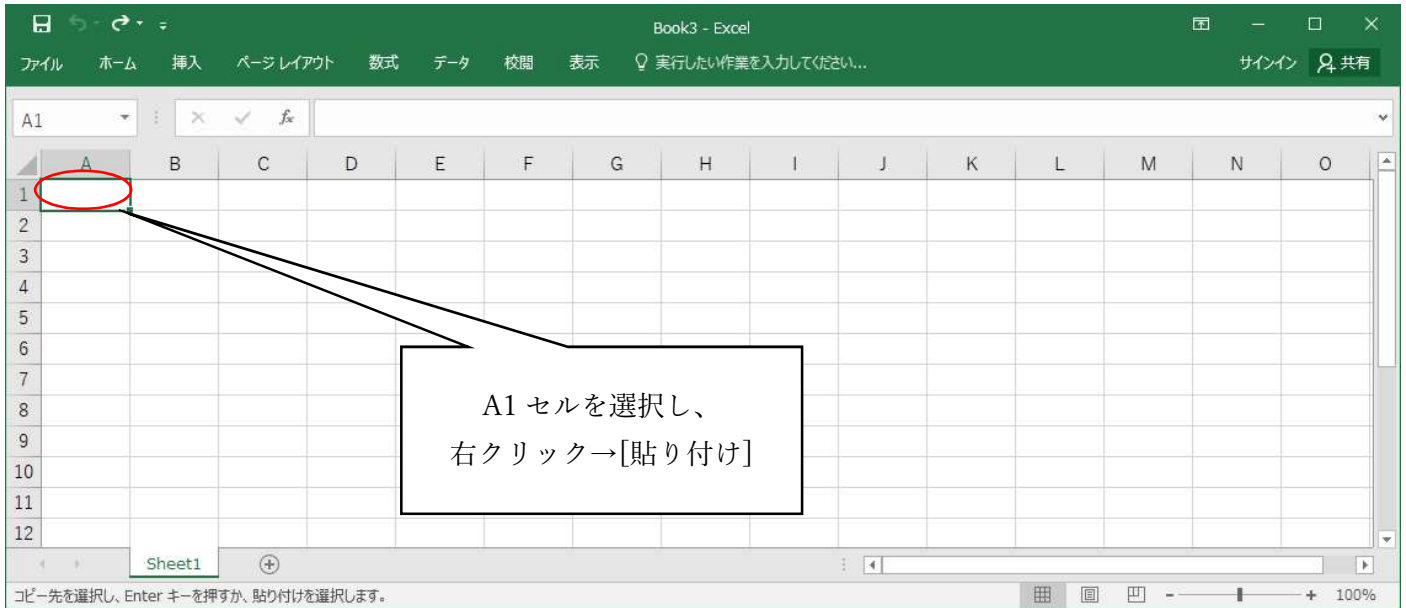 Book3 - Excel
ファイル ホーム 挿入 ページ レイアウト 数式 データ 校閲 表示 実行したい作業を入力してください... サインイン 共有
A1 fx
A B C D E F G H I J K L M N O
1
2
3
4
5
6
7
8
9
10
11
12
A1 セルを選択し、
右クリック→[貼り付け]
Sheet1
コピー先を選択し、Enter キーを押すか、貼り付けを選択します。 100%